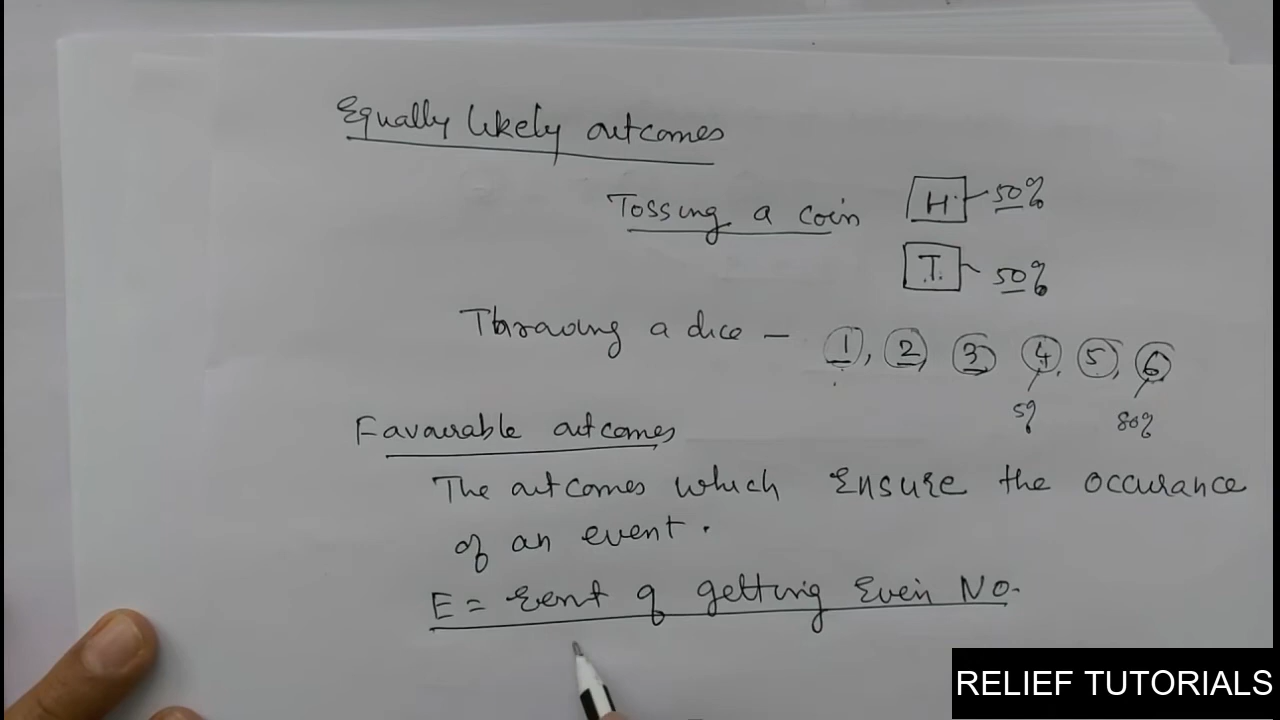 Equally likely outcomes
Tossing a coin H 50%
T 50%
Throwing a dice – 1, 2, 3 4, 5, 6
5% 80%
Favourable outcomes
The outcomes which Ensure the occurance
of an event.
E = Event of getting Even No.
RELIEF TUTORIALS